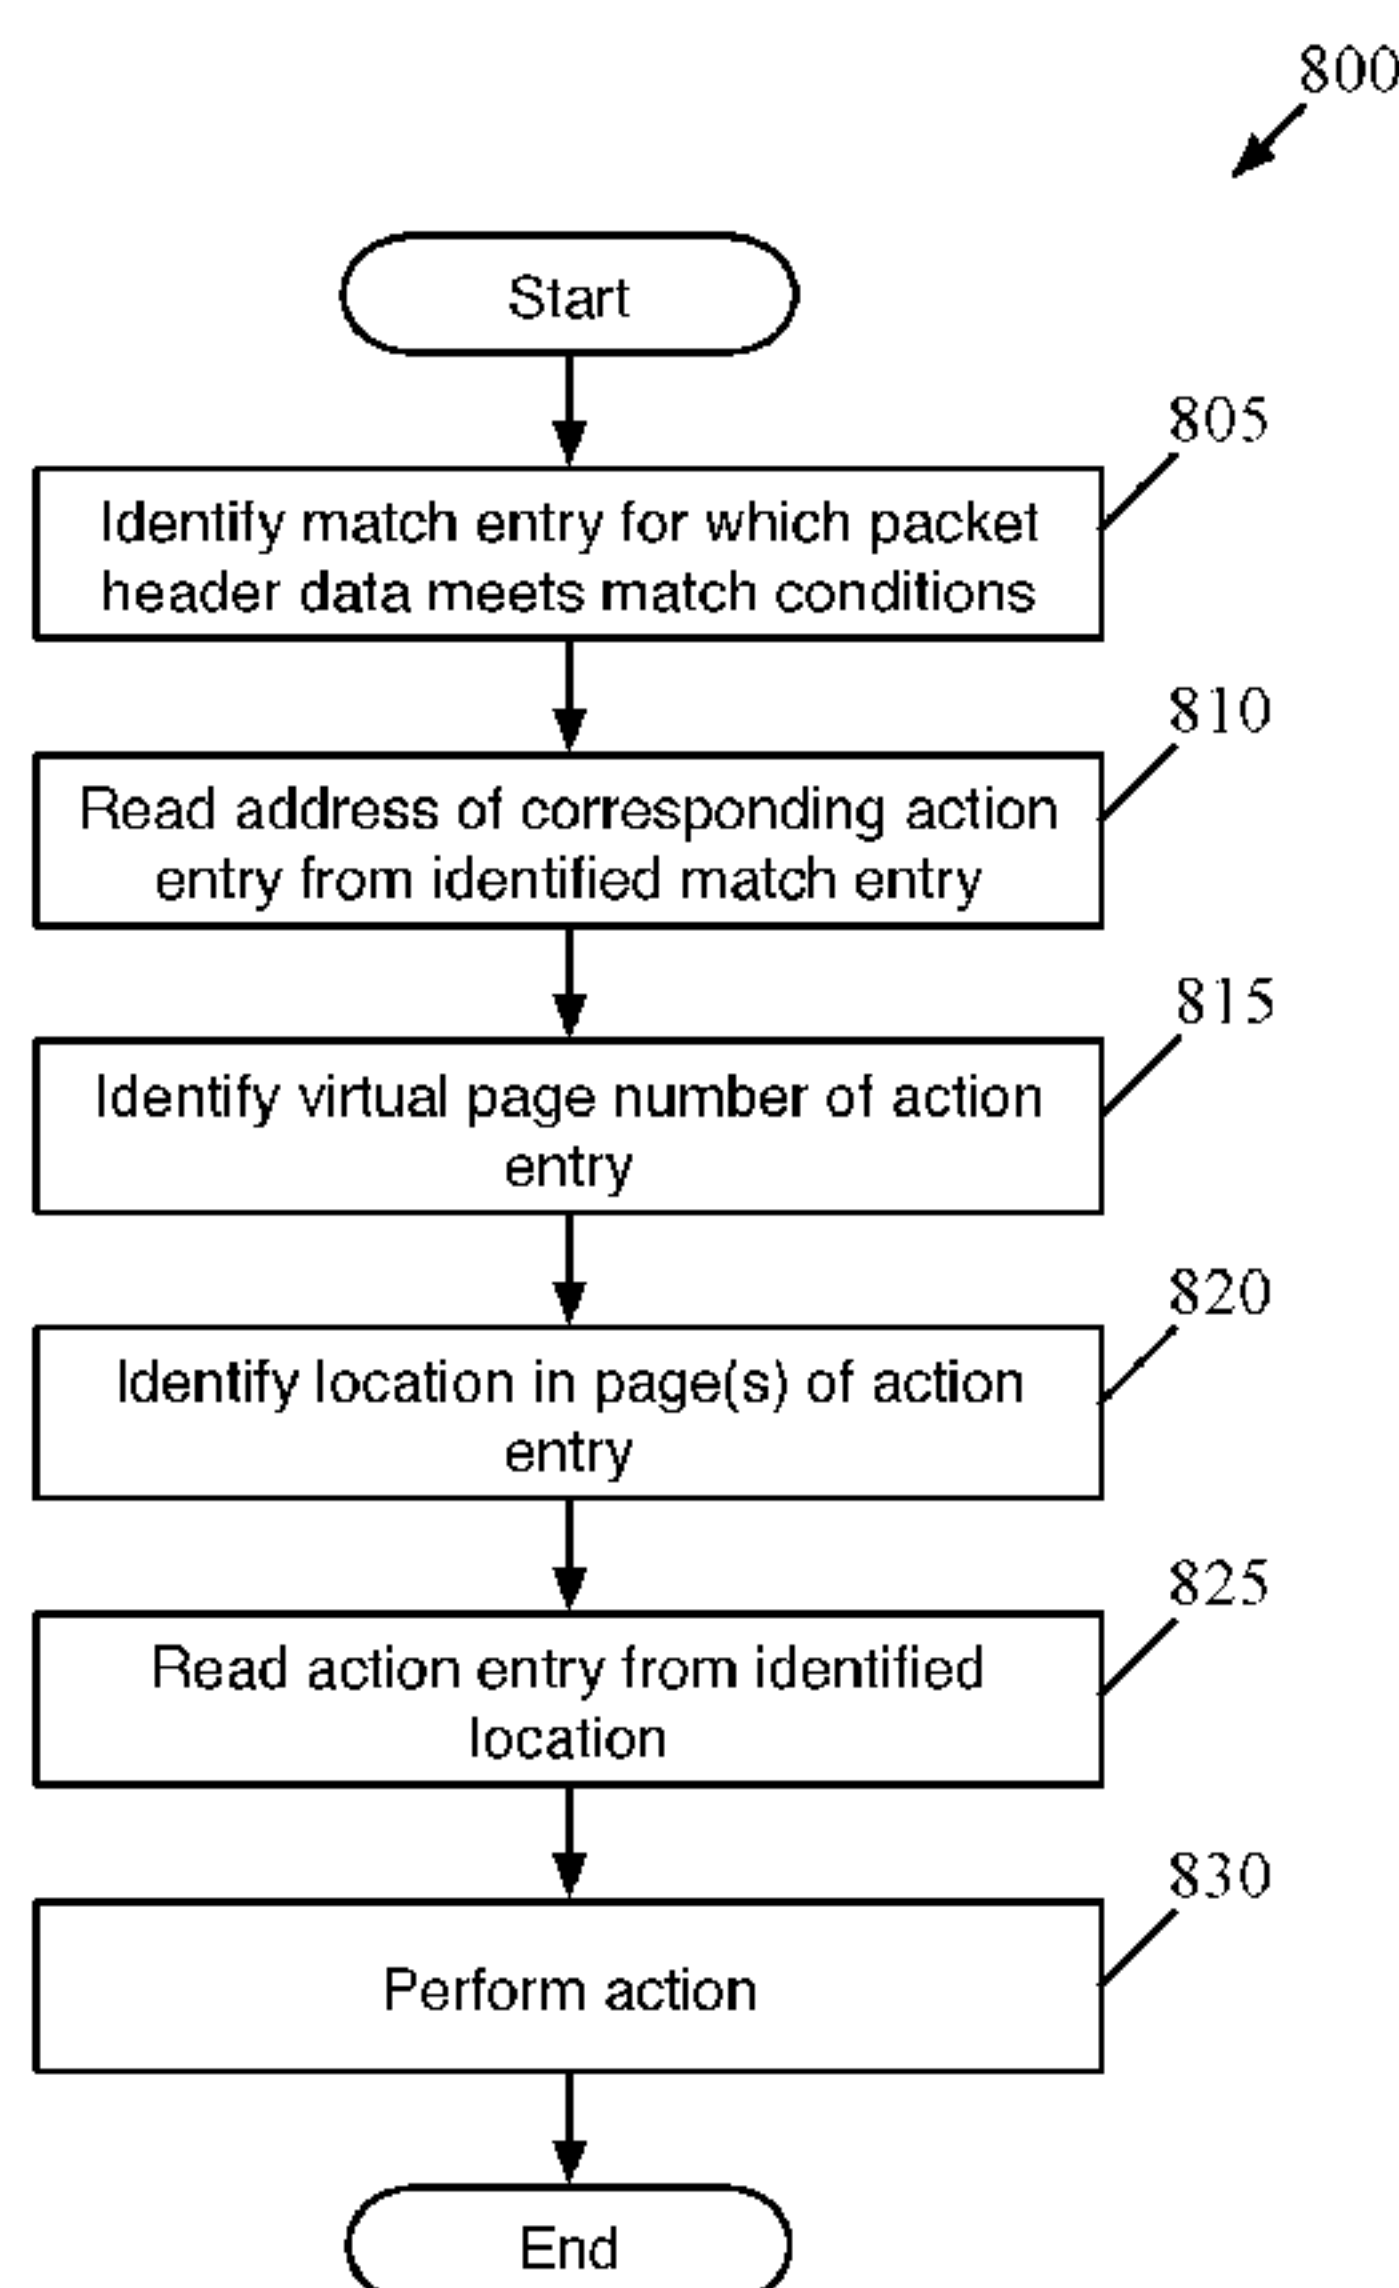 800
Start
805
Identify match entry for which packet
header data meets match conditions
810
Read address of corresponding action
entry from identified match entry
815
Identify virtual page number of action
entry
820
Identify location in page(s) of action
entry
825
Read action entry from identified
location
830
Perform action
End